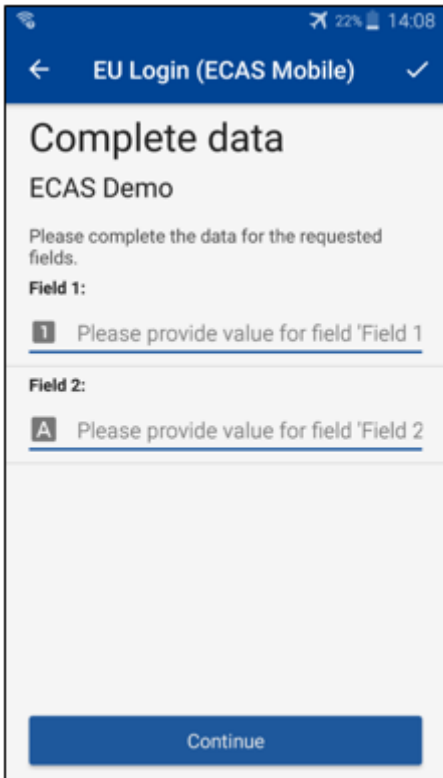 22% 14:08
EU Login (ECAS Mobile)
Complete data
ECAS Demo
Please complete the data for the requested
fields.
Field 1:
1 Please provide value for field 'Field 1
Field 2:
A Please provide value for field 'Field 2
Continue